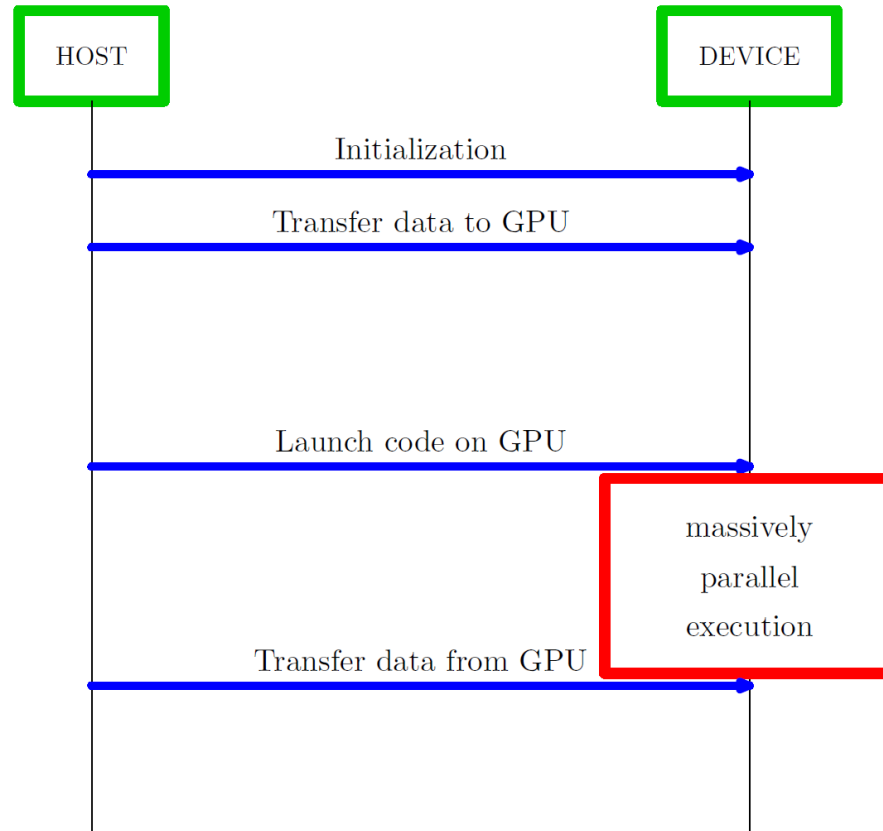 HOST
DEVICE
Initialization
Transfer data to GPU
Launch code on GPU
massively
parallel
execution
Transfer data from GPU